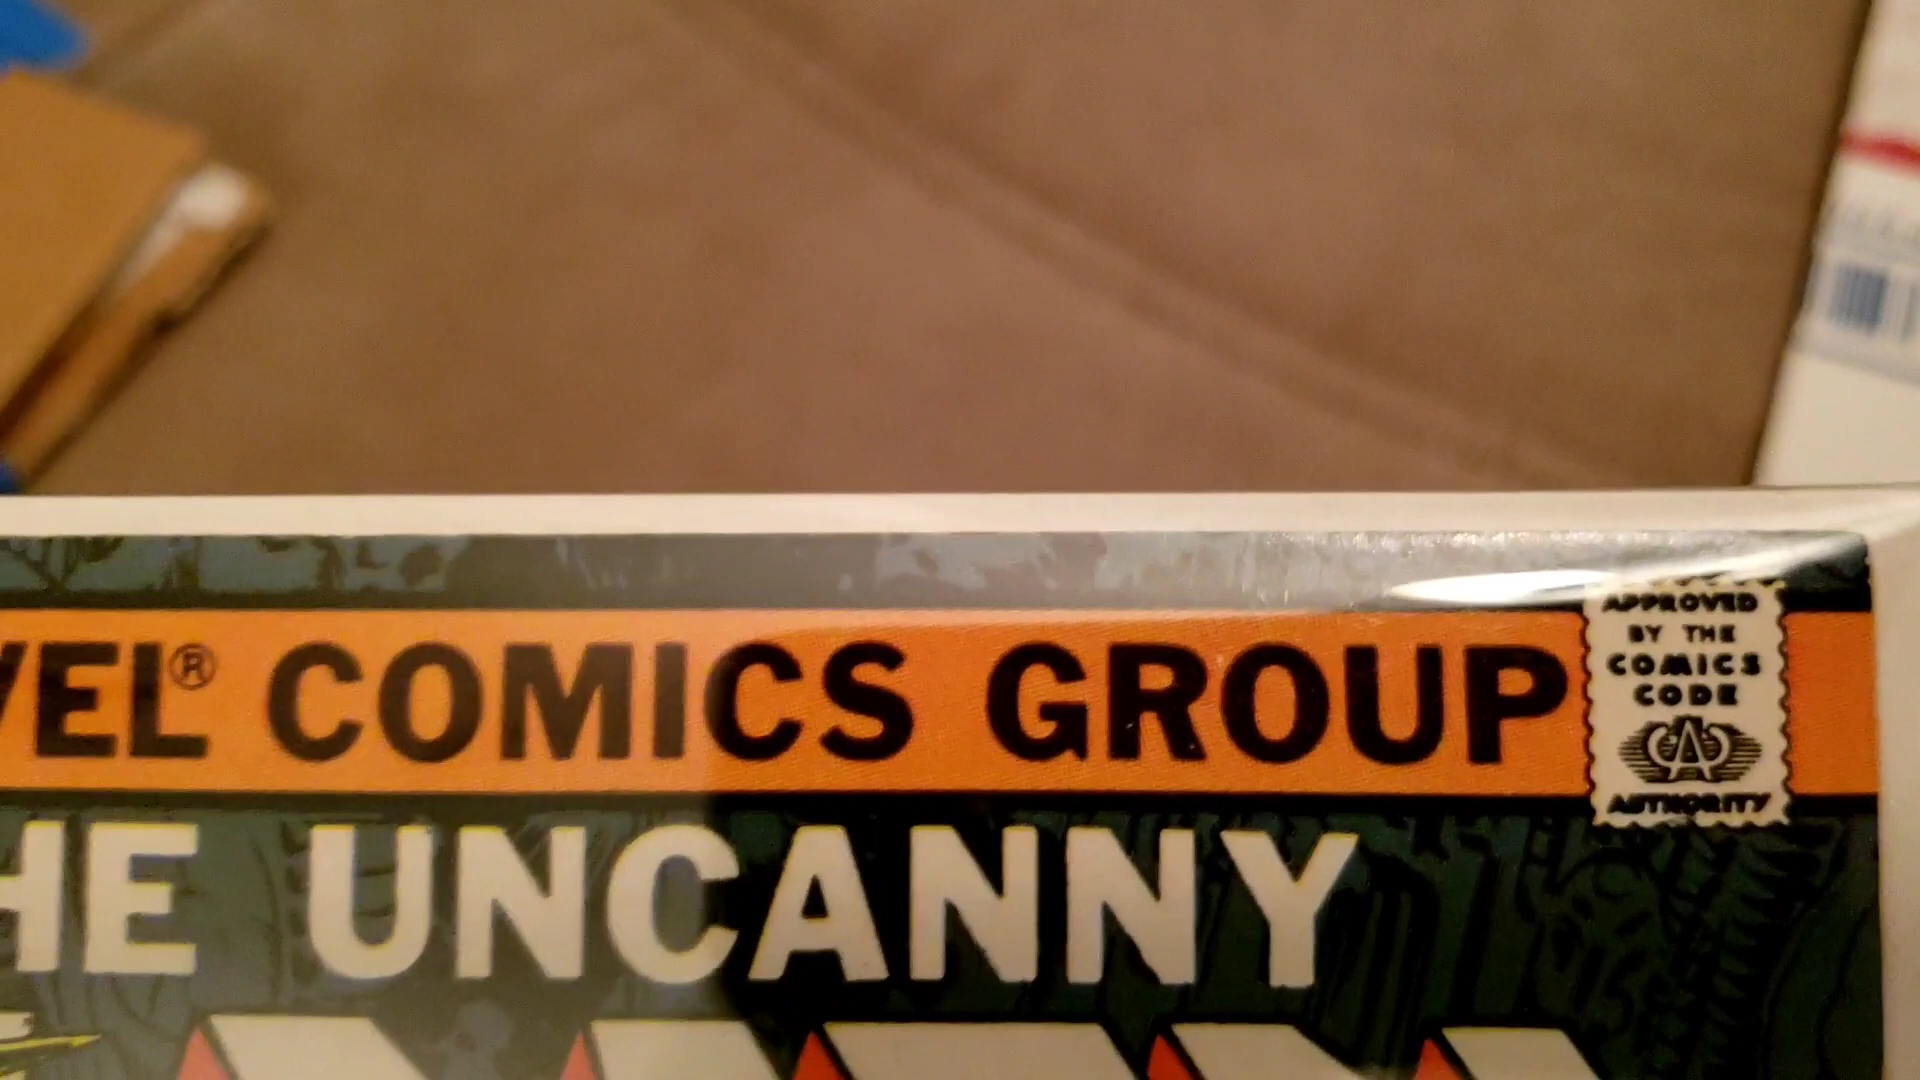 VEL® COMICS GROUP
APPROVED
BY THE
COMICS
CODE
A
AUTHORITY
HE UNCANNY